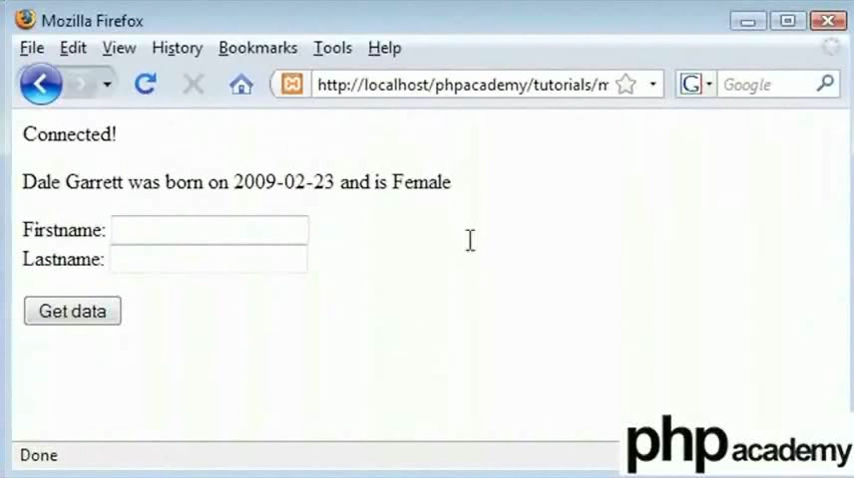 Mozilla Firefox
File Edit View History Bookmarks Tools Help
http://localhost/phpacademy/tutorials/m
G Google
Connected!
Dale Garrett was born on 2009-02-23 and is Female
Firstname:
Lastname:
Get data
Done
php academy